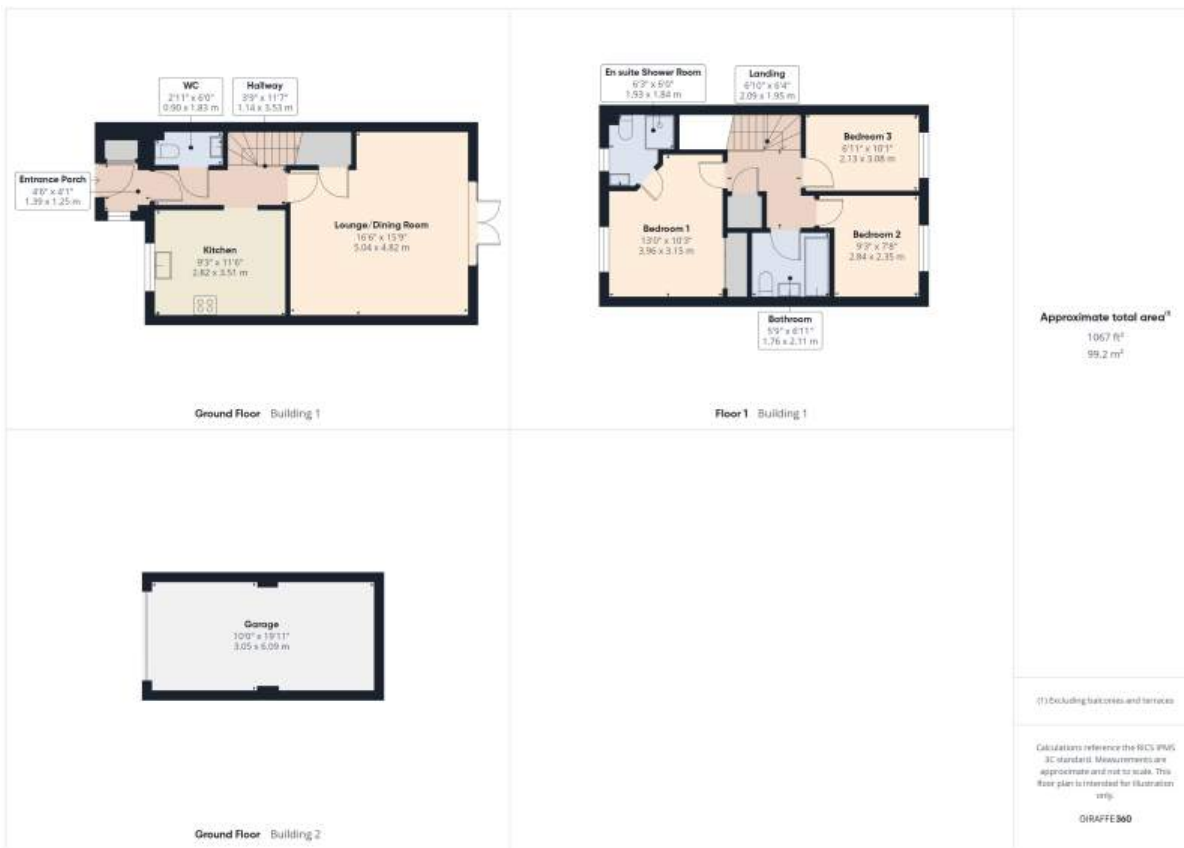 WC
2'11" x 6'0"
0.90 x 1.83 m
Hallway
3'9" x 11'7"
1.14 x 3.53 m
Entrance Porch
4'6" x 4'1"
1.39 x 1.25 m
Kitchen
9'3" x 11'6"
2.82 x 3.51 m
Lounge/Dining Room
16'6" x 15'9"
5.04 x 4.82 m
Ground Floor Building 1
En suite Shower Room
6'3" x 6'0"
1.93 x 1.84 m
Landing
6'10" x 6'4"
2.09 x 1.95 m
Bedroom 3
6'11" x 10'1"
2.13 x 3.08 m
Bedroom 1
13'0" x 10'3"
3.96 x 3.15 m
Bedroom 2
9'3" x 7'8"
2.84 x 2.35 m
Bathroom
5'9" x 6'11"
1.76 x 2.11 m
Floor 1 Building 1
Garage
10'0" x 19'11"
3.05 x 6.09 m
Ground Floor Building 2
Approximate total area(1)
1067 ft²
99.2 m²
(1) Excluding balconies and terraces
Calculations reference the RICS IPMS
3C standard. Measurements are
approximate and not to scale. This
floor plan is intended for illustration
only.
GIRAFFE360